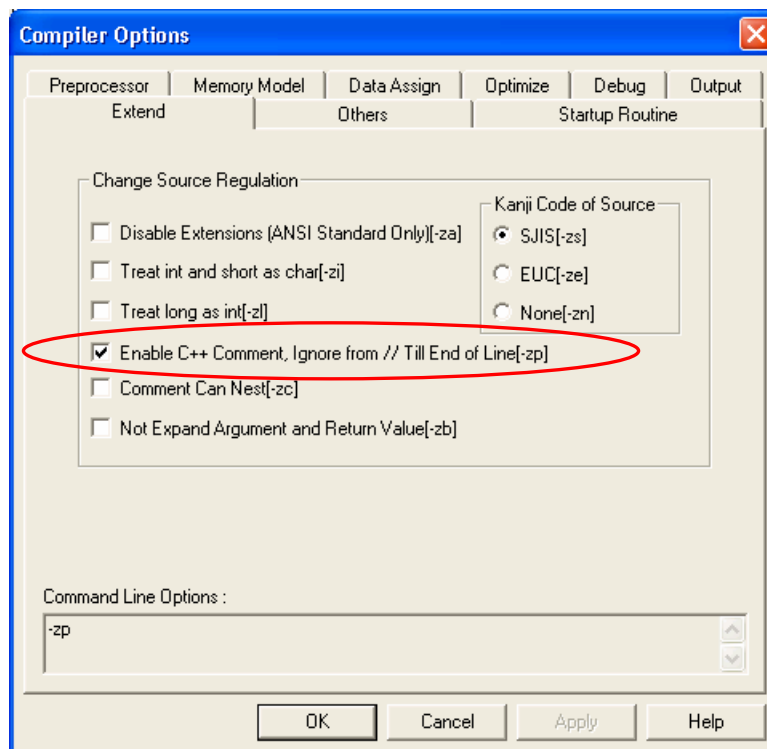 Compiler Options
Preprocessor Memory Model Data Assign Optimize Debug Output
Extend Others Startup Routine
Change Source Regulation
Kanji Code of Source
Disable Extensions (ANSI Standard Only)[-za]
SJIS[-zs]
Treat int and short as char[-zi]
EUC[-ze]
Treat long as int[-zl]
None[-zn]
Enable C++ Comment, Ignore from // Till End of Line[-zp]
Comment Can Nest[-zc]
Not Expand Argument and Return Value[-zb]
Command Line Options :
-zp
OK Cancel Apply Help